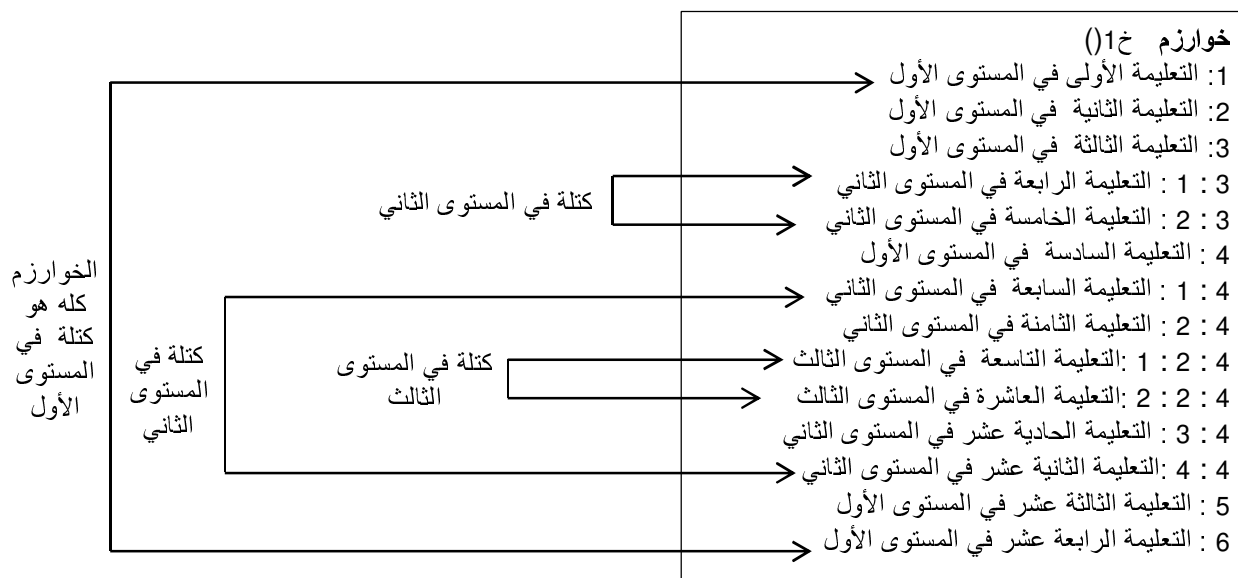 خوارزم خ1()
1: التعليمة الأولى في المستوى الأول
2: التعليمة الثانية في المستوى الأول
3: التعليمة الثالثة في المستوى الأول
3 : 1 : التعليمة الرابعة في المستوى الثاني
3 : 2 : التعليمة الخامسة في المستوى الثاني
4 : التعليمة السادسة في المستوى الأول
4 : 1 : التعليمة السابعة في المستوى الثاني
4 : 2 : التعليمة الثامنة في المستوى الثاني
4 : 2 : 1 :التعليمة التاسعة في المستوى الثالث
4 : 2 : 2 :التعليمة العاشرة في المستوى الثالث
4 : 3 : التعليمة الحادية عشر في المستوى الثاني
4 : 4 :التعليمة الثانية عشر في المستوى الثاني
5 : التعليمة الثالثة عشر في المستوى الأول
6 : التعليمة الرابعة عشر في المستوى الأول
كتلة في المستوى الثاني
كتلة في المستوى
الثالث
كتلة في
المستوى
الثاني
الخوارزم
كله هو
كتلة في
المستوى
الأول